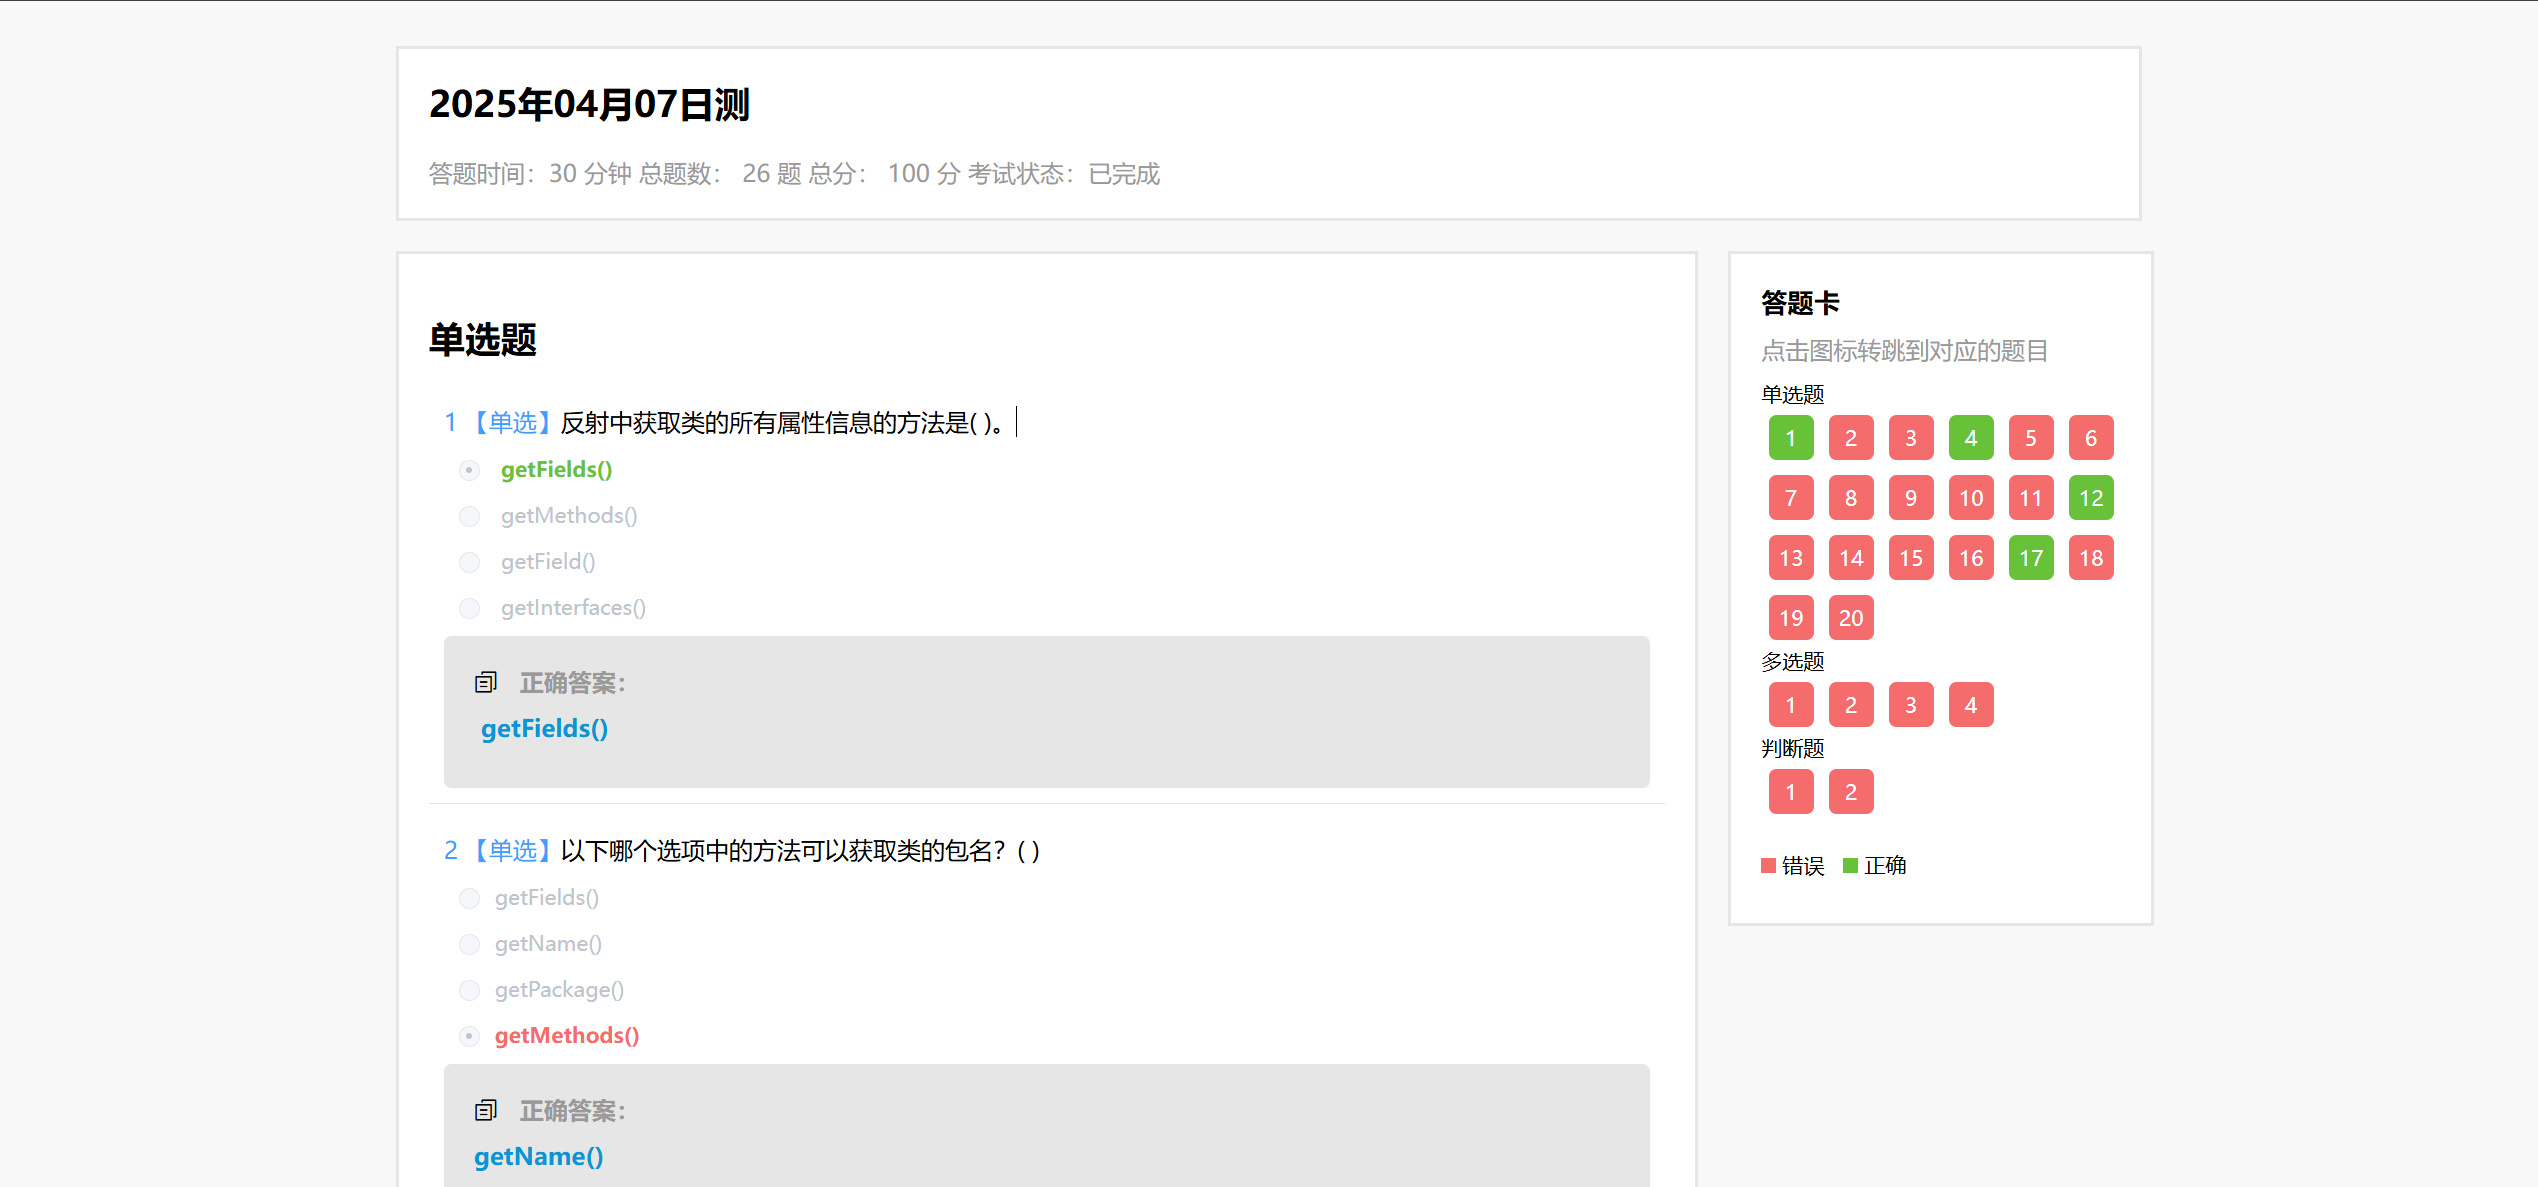 2025年04月07日测
答题时间：30 分钟 总题数： 26 题 总分： 100 分 考试状态：已完成
单选题
1 【单选】反射中获取类的所有属性信息的方法是( )。
getFields()
getMethods()
getField()
getInterfaces()
正确答案：
getFields()
2 【单选】以下哪个选项中的方法可以获取类的包名？( )
getFields()
getName()
getPackage()
getMethods()
正确答案：
getName()
答题卡
点击图标转跳到对应的题目
单选题
1 2 3 4 5 6
7 8 9 10 11 12
13 14 15 16 17 18
19 20
多选题
1 2 3 4
判断题
1 2
错误 正确